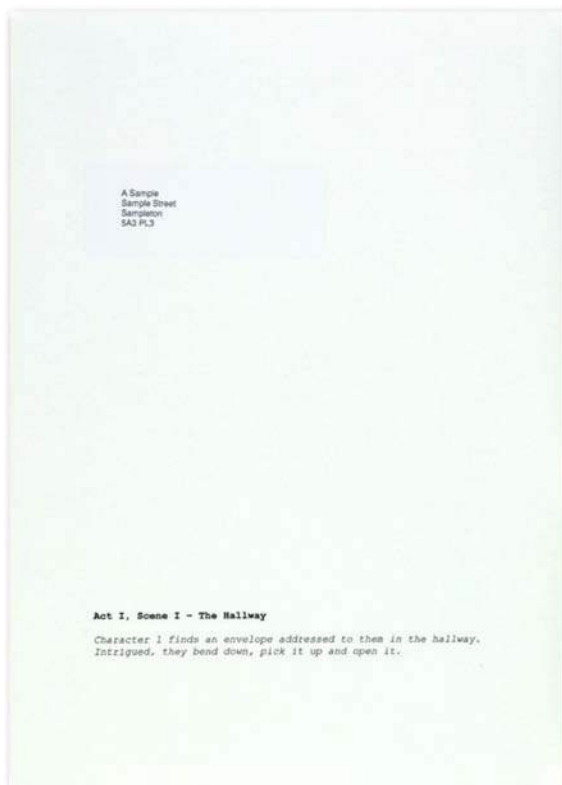 A Sample
Sample Street
Sampleton
SA3 PL3
Act I, Scene I - The Hallway
Character 1 finds an envelope addressed to them in the hallway.
Intrigued, they bend down, pick it up and open it.